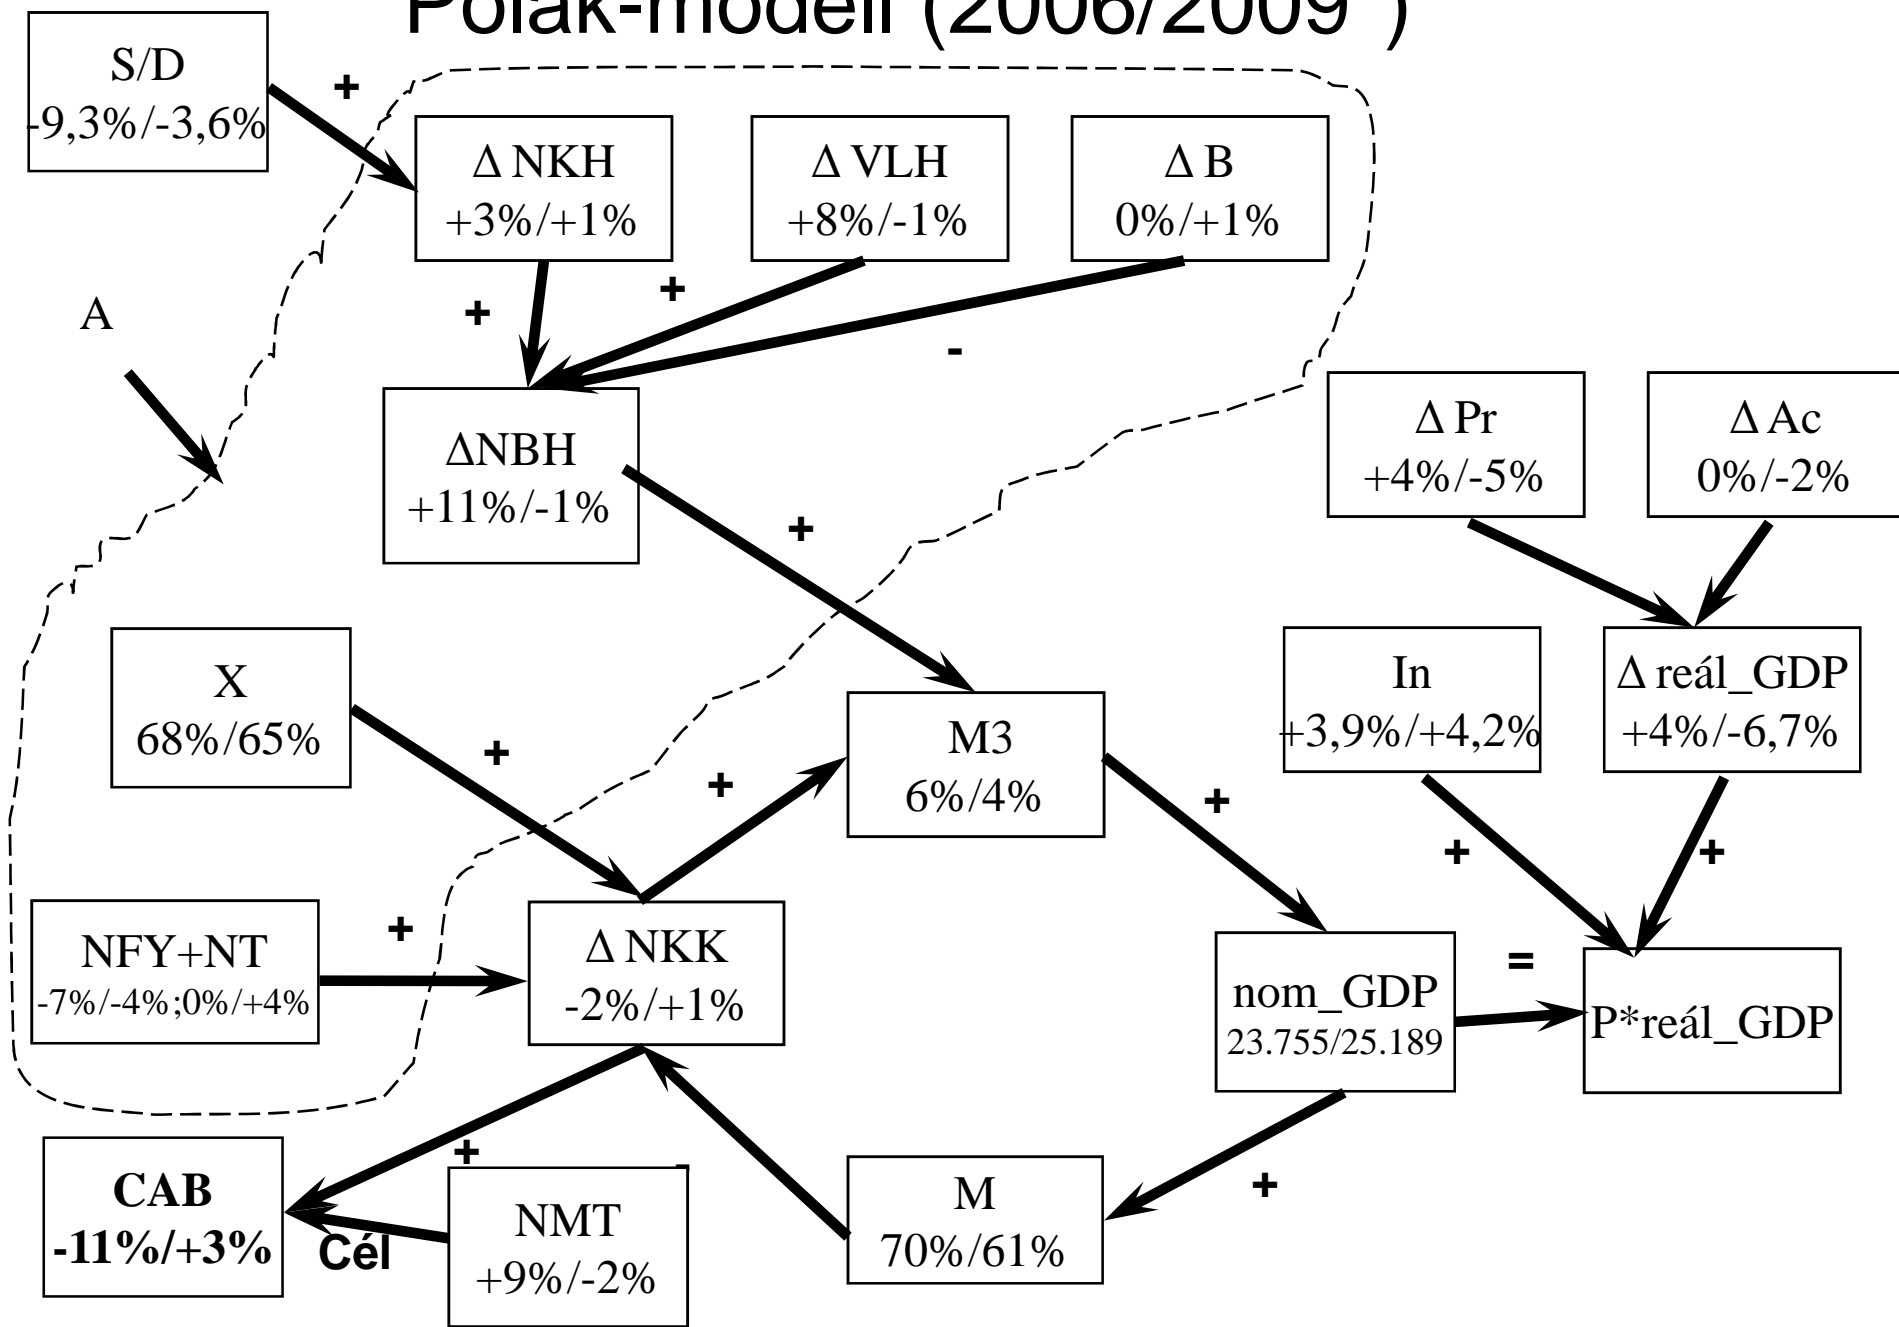 Polak-modell (2006/2009 )
S/D
-9,3%/-3,6%
+
Δ NKH
+3%/+1%
Δ VLH
+8%/-1%
Δ B
0%/+1%
+
+
-
A
ΔNBH
+11%/-1%
+
Δ Pr
+4%/-5%
Δ Ac
0%/-2%
X
68%/65%
+
+
M3
6%/4%
+
In
+3,9%/+4,2%
Δ reál_GDP
+4%/-6,7%
+
+
NFY+NT
-7%/-4%;0%/+4%
+
Δ NKK
-2%/+1%
nom_GDP
23.755/25.189
=
P*reál_GDP
CAB
-11%/+3%
+
Cél
NMT
+9%/-2%
-
M
70%/61%
+